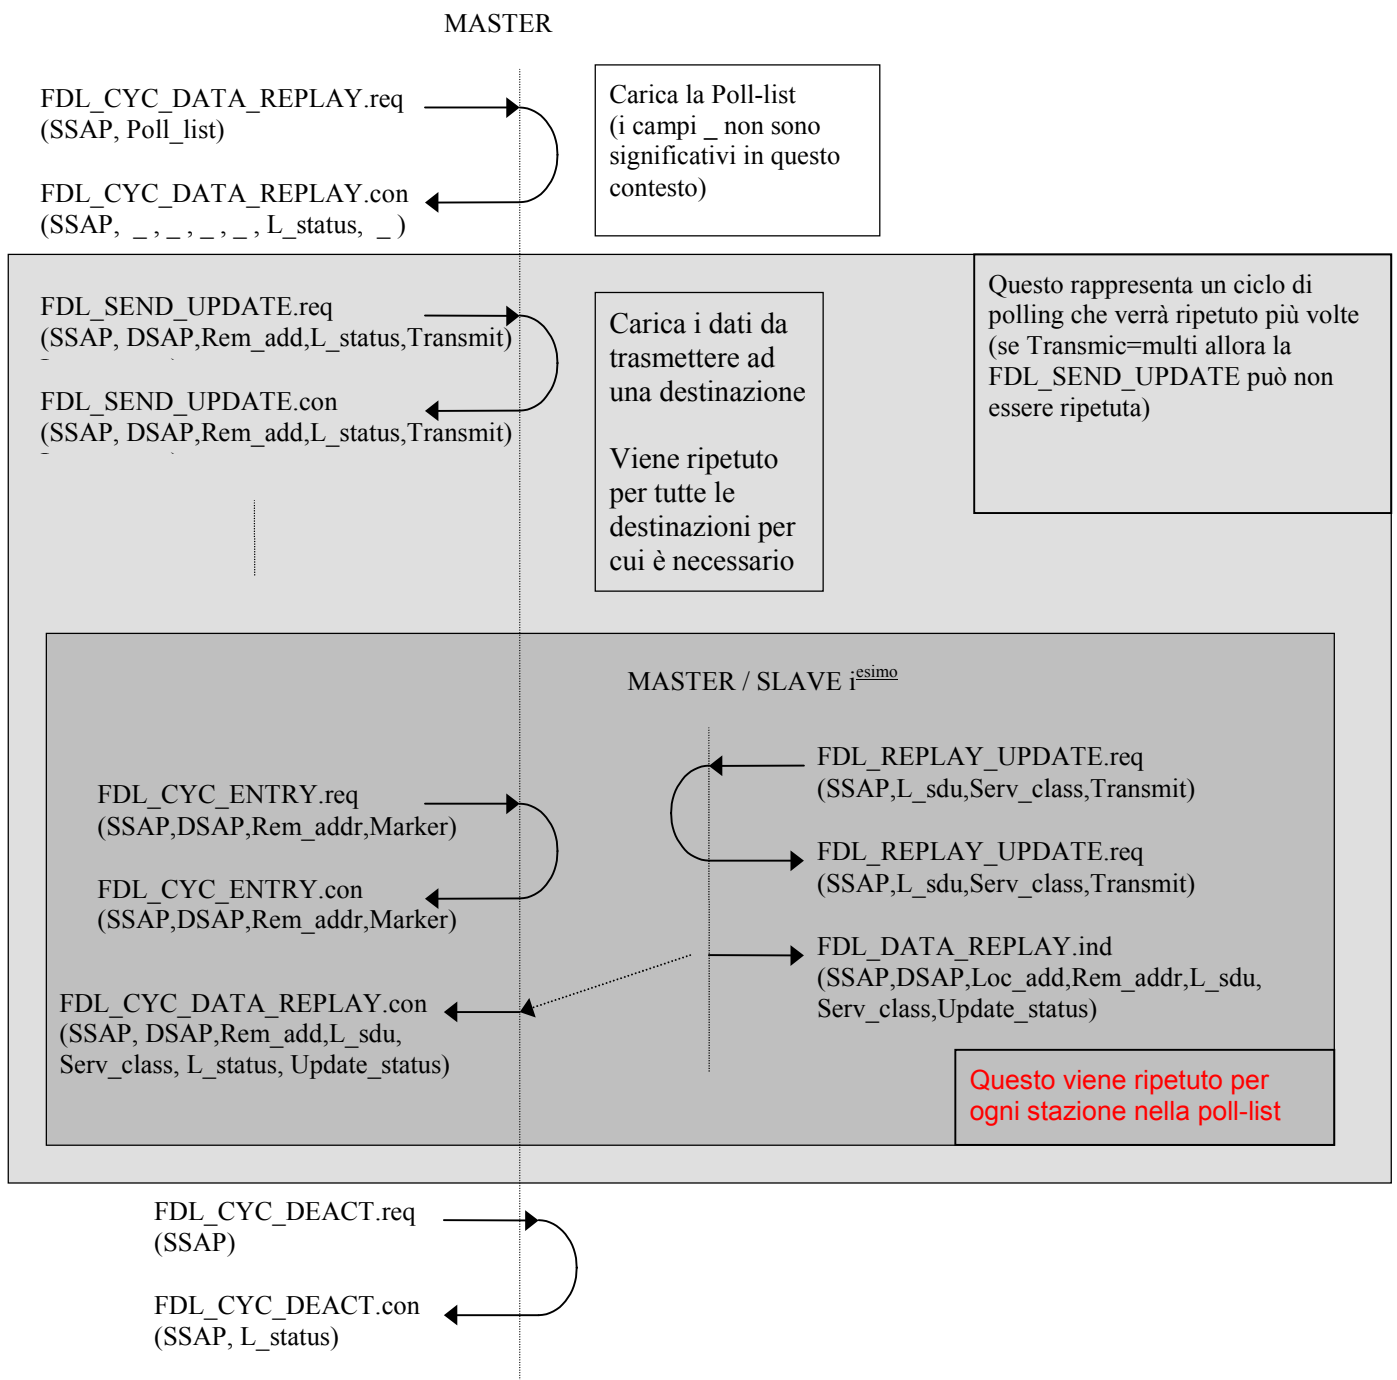 MASTER
FDL_CYC_DATA_REPLAY.req
(SSAP, Poll_list)
Carica la Poll-list
(i campi _ non sono
significativi in questo
contesto)
FDL_CYC_DATA_REPLAY.con
(SSAP, _ , _ , _ , _ , L_status, _ )
FDL_SEND_UPDATE.req
(SSAP, DSAP,Rem_add,L_status,Transmit)
FDL_SEND_UPDATE.con
(SSAP, DSAP,Rem_add,L_status,Transmit)
Carica i dati da
trasmettere ad
una destinazione
Viene ripetuto
per tutte le
destinazioni per
cui è necessario
Questo rappresenta un ciclo di
polling che verrà ripetuto più volte
(se Transmic=multi allora la
FDL_SEND_UPDATE può non
essere ripetuta)
MASTER / SLAVE iesimo
FDL_REPLAY_UPDATE.req
(SSAP,L_sdu,Serv_class,Transmit)
FDL_CYC_ENTRY.req
(SSAP,DSAP,Rem_addr,Marker)
FDL_REPLAY_UPDATE.req
(SSAP,L_sdu,Serv_class,Transmit)
FDL_CYC_ENTRY.con
(SSAP,DSAP,Rem_addr,Marker)
FDL_DATA_REPLAY.ind
(SSAP,DSAP,Loc_add,Rem_addr,L_sdu,
Serv_class,Update_status)
FDL_CYC_DATA_REPLAY.con
(SSAP, DSAP,Rem_add,L_sdu,
Serv_class, L_status, Update_status)
Questo viene ripetuto per
ogni stazione nella poll-list
FDL_CYC_DEACT.req
(SSAP)
FDL_CYC_DEACT.con
(SSAP, L_status)